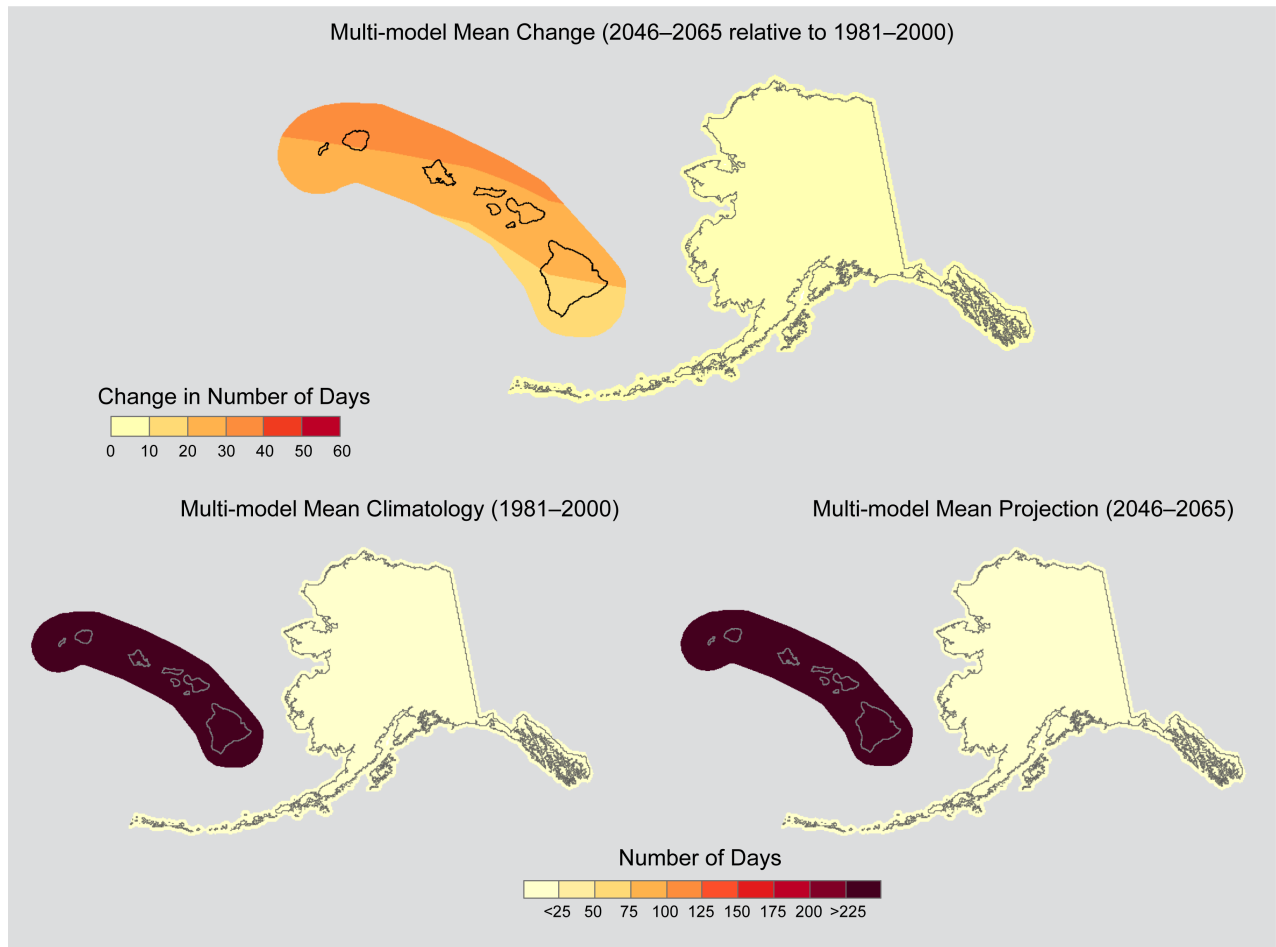 Multi-model Mean Change (2046–2065 relative to 1981–2000)
Change in Number of Days
0 10 20 30 40 50 60
Multi-model Mean Climatology (1981–2000)
Multi-model Mean Projection (2046–2065)
Number of Days
<25 50 75 100 125 150 175 200 >225